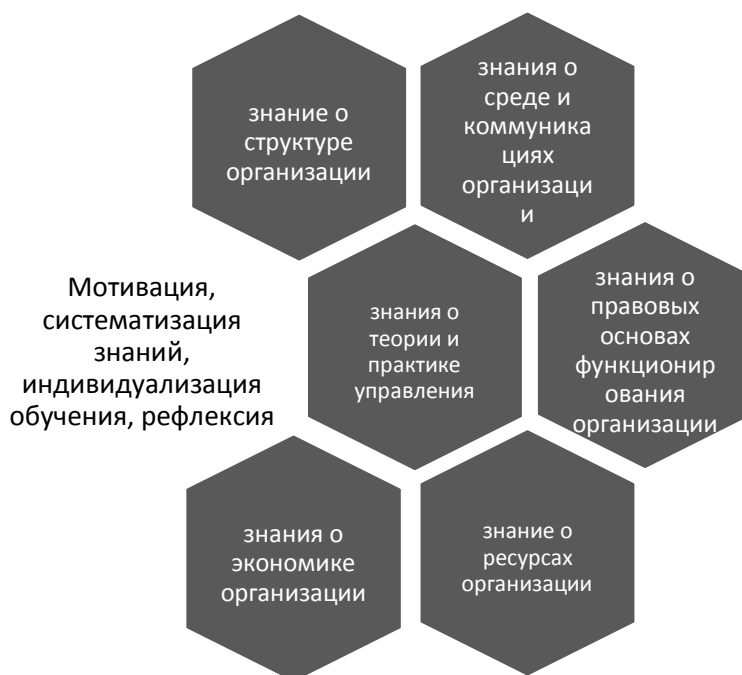 знание о
структуре
организации
знания о
среде и
коммуника
циях
организаци
и
Мотивация,
систематизация
знаний,
индивидуализация
обучения, рефлексия
знания о
теории и
практике
управления
знания о
правовых
основах
функционир
ования
организации
знания о
экономике
организации
знание о
ресурсах
организации